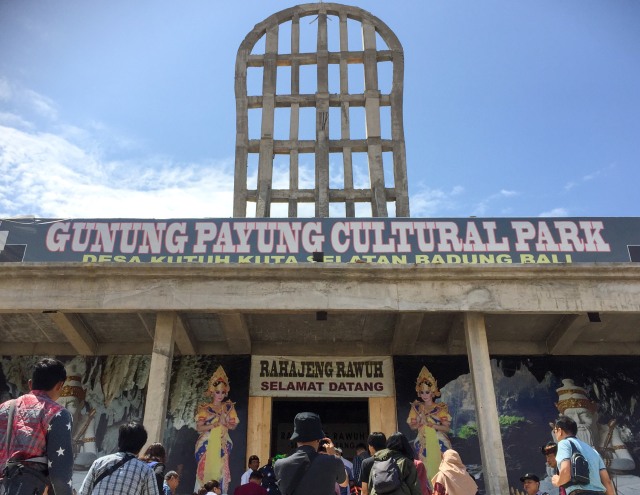 GUNUNG PAYUNG CULTURAL PARK
DESA KUTUH KUTA SELATAN BADUNG BALI
RAHAJENG RAWUH
SELAMAT DATANG